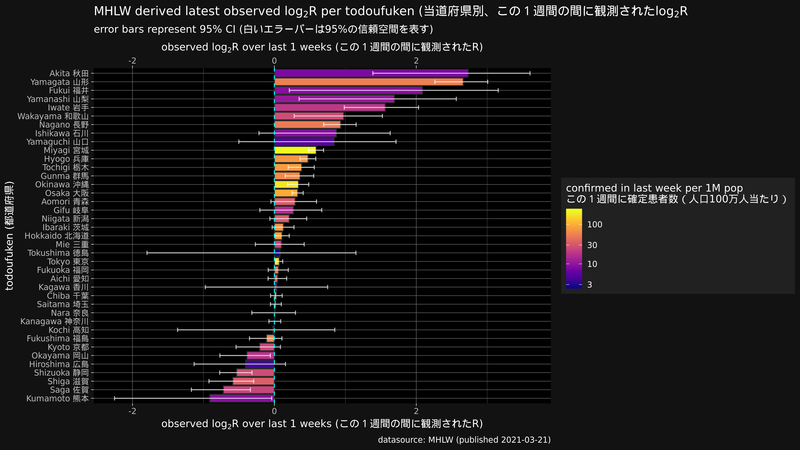 MHLW derived latest observed log₂R per todoufuken (当道府県別、この１週間の間に観測されたlog₂R
error bars represent 95% CI (白いエラーバーは95%の信頼空間を表す)
observed log₂R over last 1 weeks (この１週間の間に観測されたR)
-2 0 2
Akita 秋田
Yamagata 山形
Fukui 福井
Yamanashi 山梨
Iwate 岩手
Wakayama 和歌山
Nagano 長野
Ishikawa 石川
Yamaguchi 山口
Miyagi 宮城
Hyogo 兵庫
Tochigi 栃木
Gunma 群馬
Okinawa 沖縄
Osaka 大阪
Aomori 青森
Gifu 岐阜
Niigata 新潟
Ibaraki 茨城
Hokkaido 北海道
Mie 三重
Tokushima 徳島
Tokyo 東京
Fukuoka 福岡
Aichi 愛知
Kagawa 香川
Chiba 千葉
Saitama 埼玉
Nara 奈良
Kanagawa 神奈川
Kochi 高知
Fukushima 福島
Kyoto 京都
Okayama 岡山
Hiroshima 広島
Shizuoka 静岡
Shiga 滋賀
Saga 佐賀
Kumamoto 熊本
todoufuken (都道府県)
-2 0 2
observed log₂R over last 1 weeks (この１週間の間に観測されたR)
confirmed in last week per 1M pop
この１週間に確定患者数 ( 人口100万人当たり )
100
30
10
3
datasource: MHLW (published 2021-03-21)